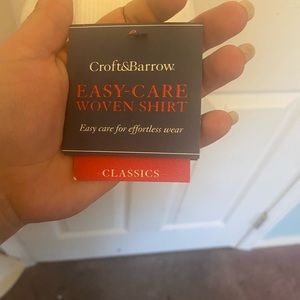 Croft&Barrow
EASY-CARE
WOVEN SHIRT
Easy care for effortless wear
CLASSICS